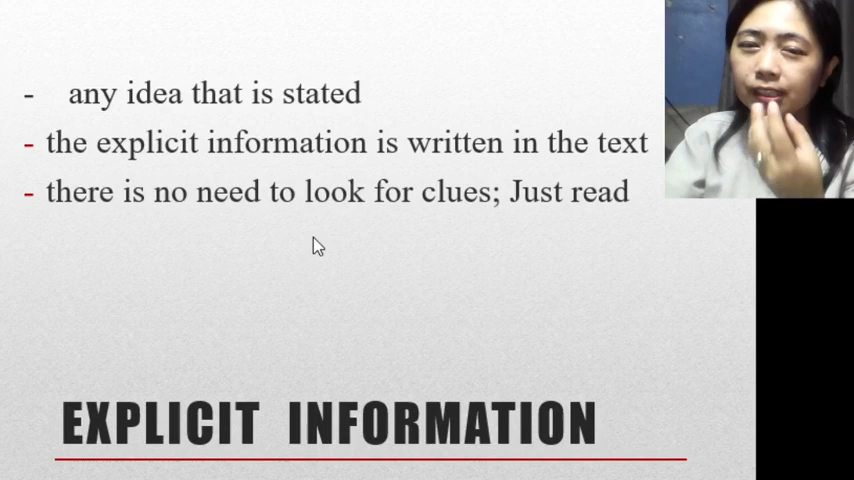 - any idea that is stated
- the explicit information is written in the text
- there is no need to look for clues; Just read
EXPLICIT INFORMATION